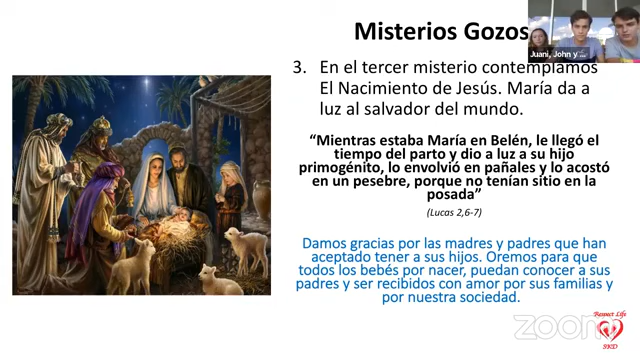 Misterios Gozos
Juani, John y ...
3. En el tercer misterio contemplamos
El Nacimiento de Jesús. María da a
luz al salvador del mundo.
“Mientras estaba María en Belén, le llegó el
tiempo del parto y dio a luz a su hijo
primogénito, lo envolvió en pañales y lo acostó
en un pesebre, porque no tenían sitio en la
posada”
(Lucas 2,6-7)
Damos gracias por las madres y padres que han
aceptado tener a sus hijos. Oremos para que
todos los bebés por nacer, puedan conocer a sus
padres y ser recibidos con amor por sus familias y
por nuestra sociedad.
Respect Life
zoom
SKD